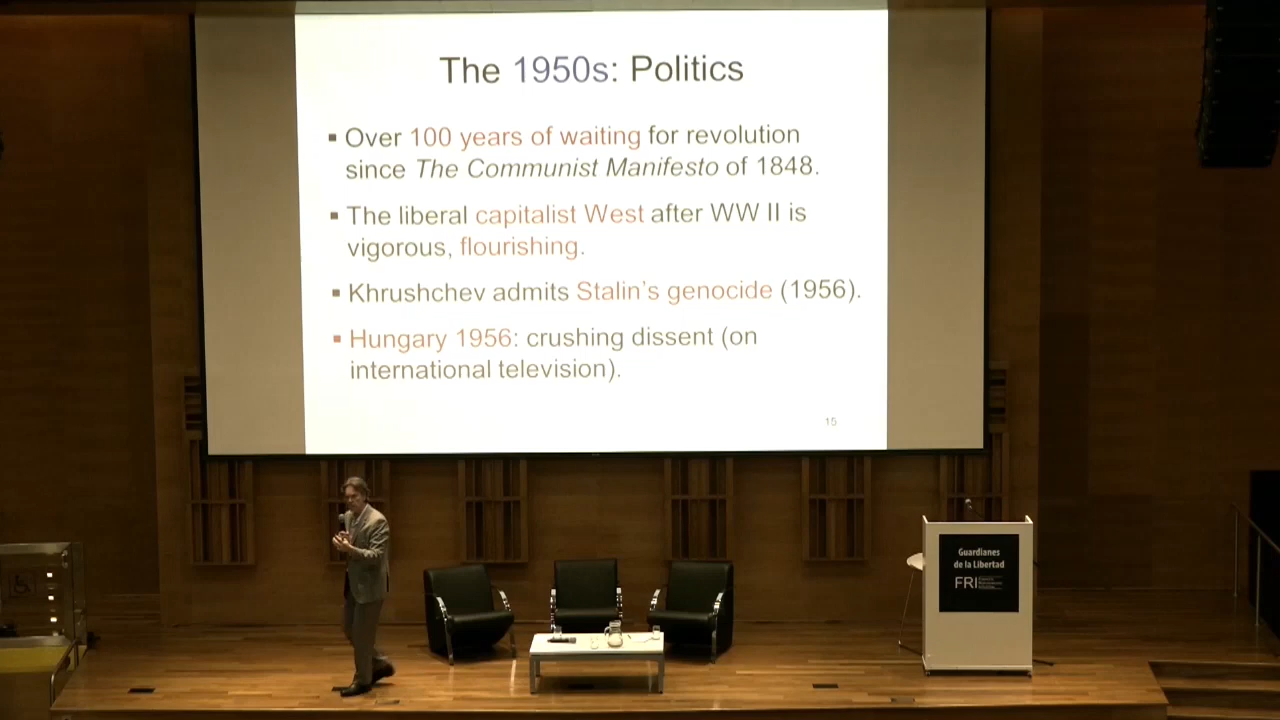 The 1950s: Politics
▪ Over 100 years of waiting for revolution
since The Communist Manifesto of 1848.
▪ The liberal capitalist West after WW II is
vigorous, flourishing.
▪ Khrushchev admits Stalin's genocide (1956).
▪ Hungary 1956: crushing dissent (on
international television).
15
Guardianes
de la Libertad
FRI